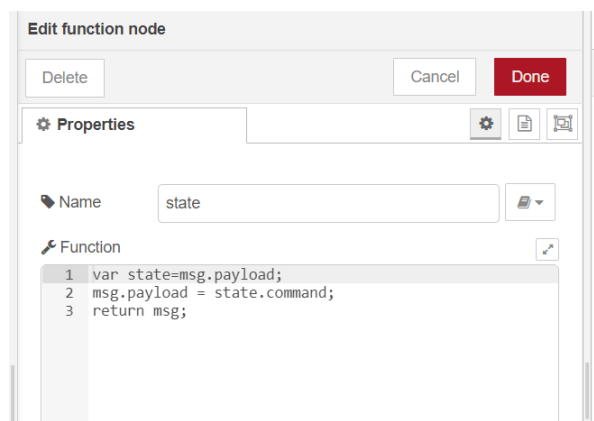 Edit function node
Delete
Cancel
Done
Properties
Name
state
Function
1 var state=msg.payload;
2 msg.payload = state.command;
3 return msg;